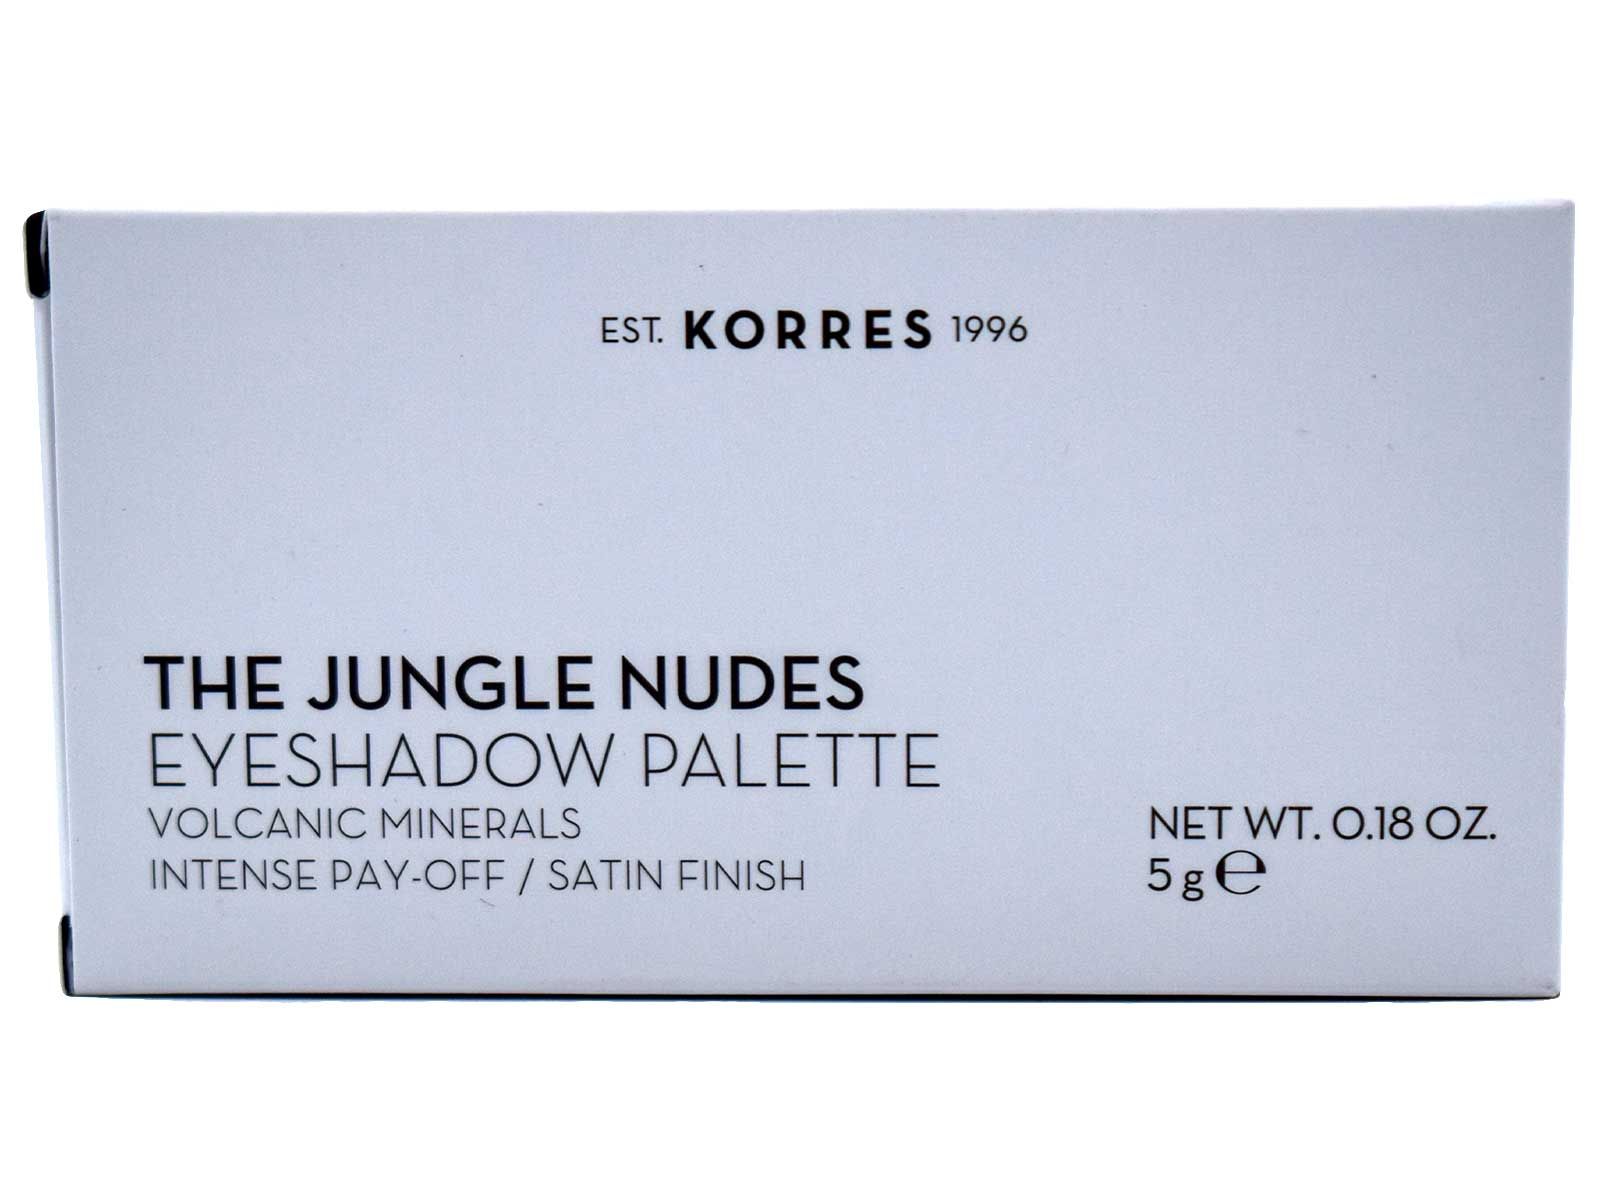 EST. KORRES 1996
THE JUNGLE NUDES
EYESHADOW PALETTE
VOLCANIC MINERALS
INTENSE PAY-OFF / SATIN FINISH
NET WT. 0.18 OZ.
5 g ℮